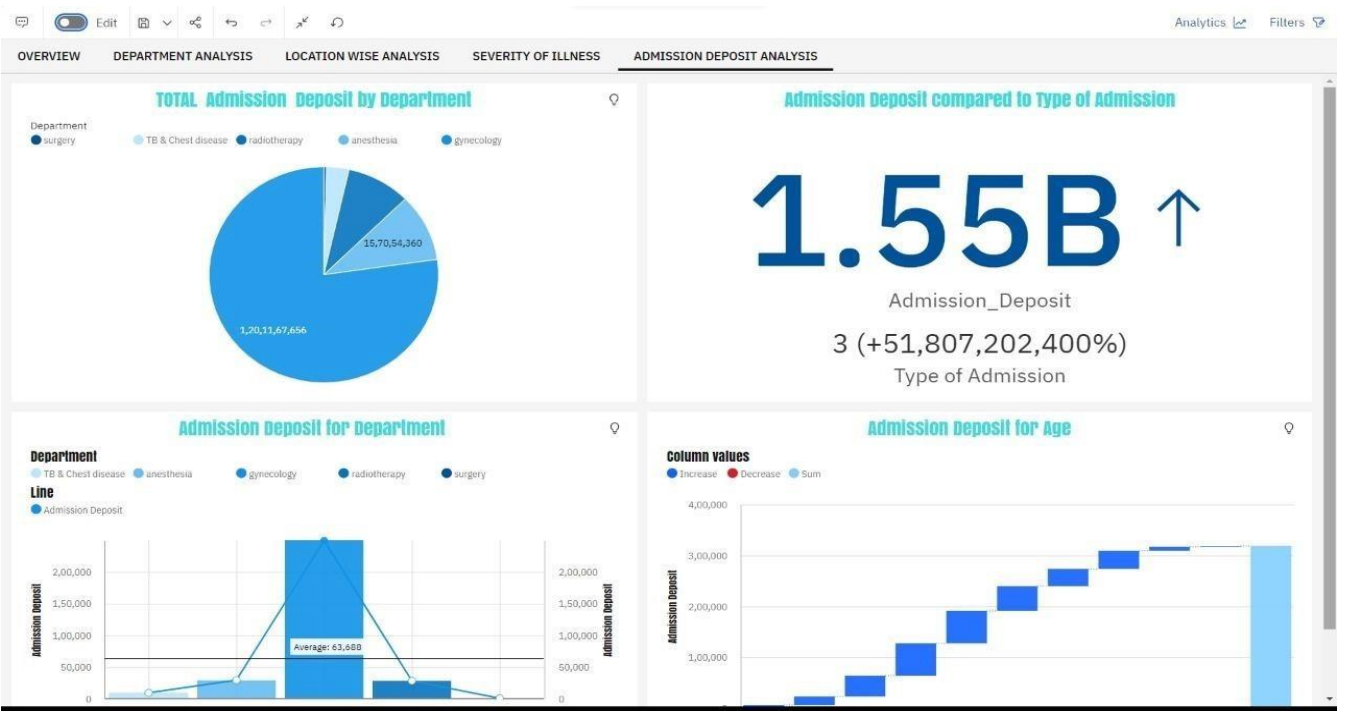 Edit
Analytics
Filters
OVERVIEW DEPARTMENT ANALYSIS LOCATION WISE ANALYSIS SEVERITY OF ILLNESS ADMISSION DEPOSIT ANALYSIS
TOTAL Admission Deposit by Department
Department
surgery TB & Chest disease radiotherapy anesthesia gynecology
15,70,54,360
1,20,11,67,656
Admission Deposit compared to Type of Admission
1.55B
Admission_Deposit
3 (+51,807,202,400%)
Type of Admission
Admission Deposit for Department
Department
TB & Chest disease anesthesia gynecology radiotherapy surgery
Line
Admission Deposit
2,00,000 2,00,000
1,50,000 1,50,000
1,00,000 1,00,000
Average: 63,688
50,000 50,000
0 0
Admission Deposit
Admission Deposit
Admission Deposit for Age
Column values
Increase Decrease Sum
4,00,000
3,00,000
2,00,000
1,00,000
Admission Deposit